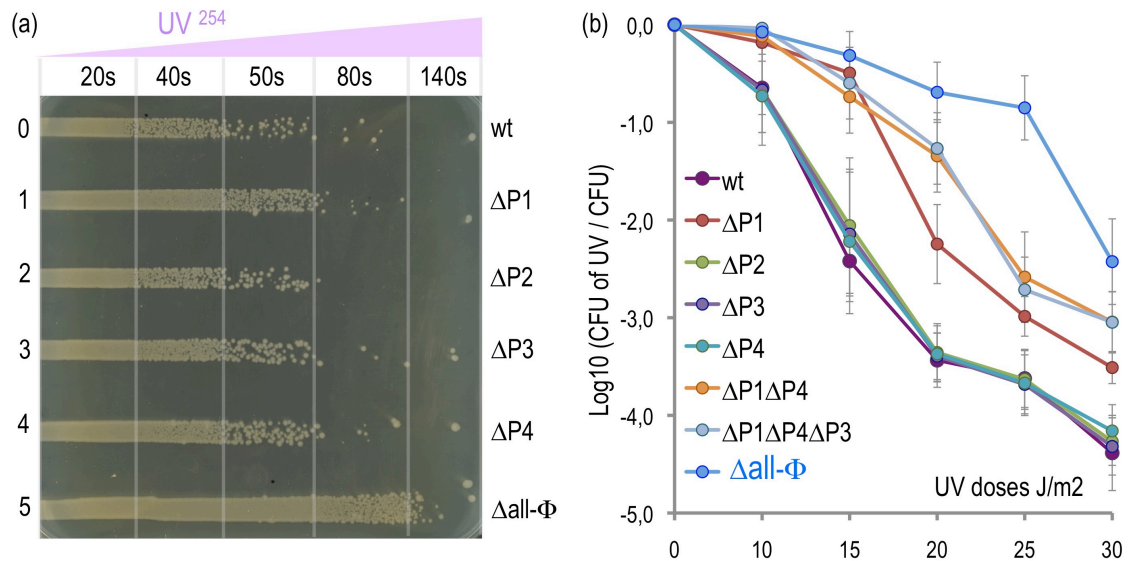 (a)
UV 254
20s 40s 50s 80s 140s
0 wt
1 ΔP1
2 ΔP2
3 ΔP3
4 ΔP4
5 Δall-Φ
(b)
0,0
-1,0
-2,0
-3,0
-4,0
-5,0
Log10 (CFU of UV / CFU)
wt
ΔP1
ΔP2
ΔP3
ΔP4
ΔP1ΔP4
ΔP1ΔP4ΔP3
Δall-Φ
UV doses J/m2
0 10 15 20 25 30